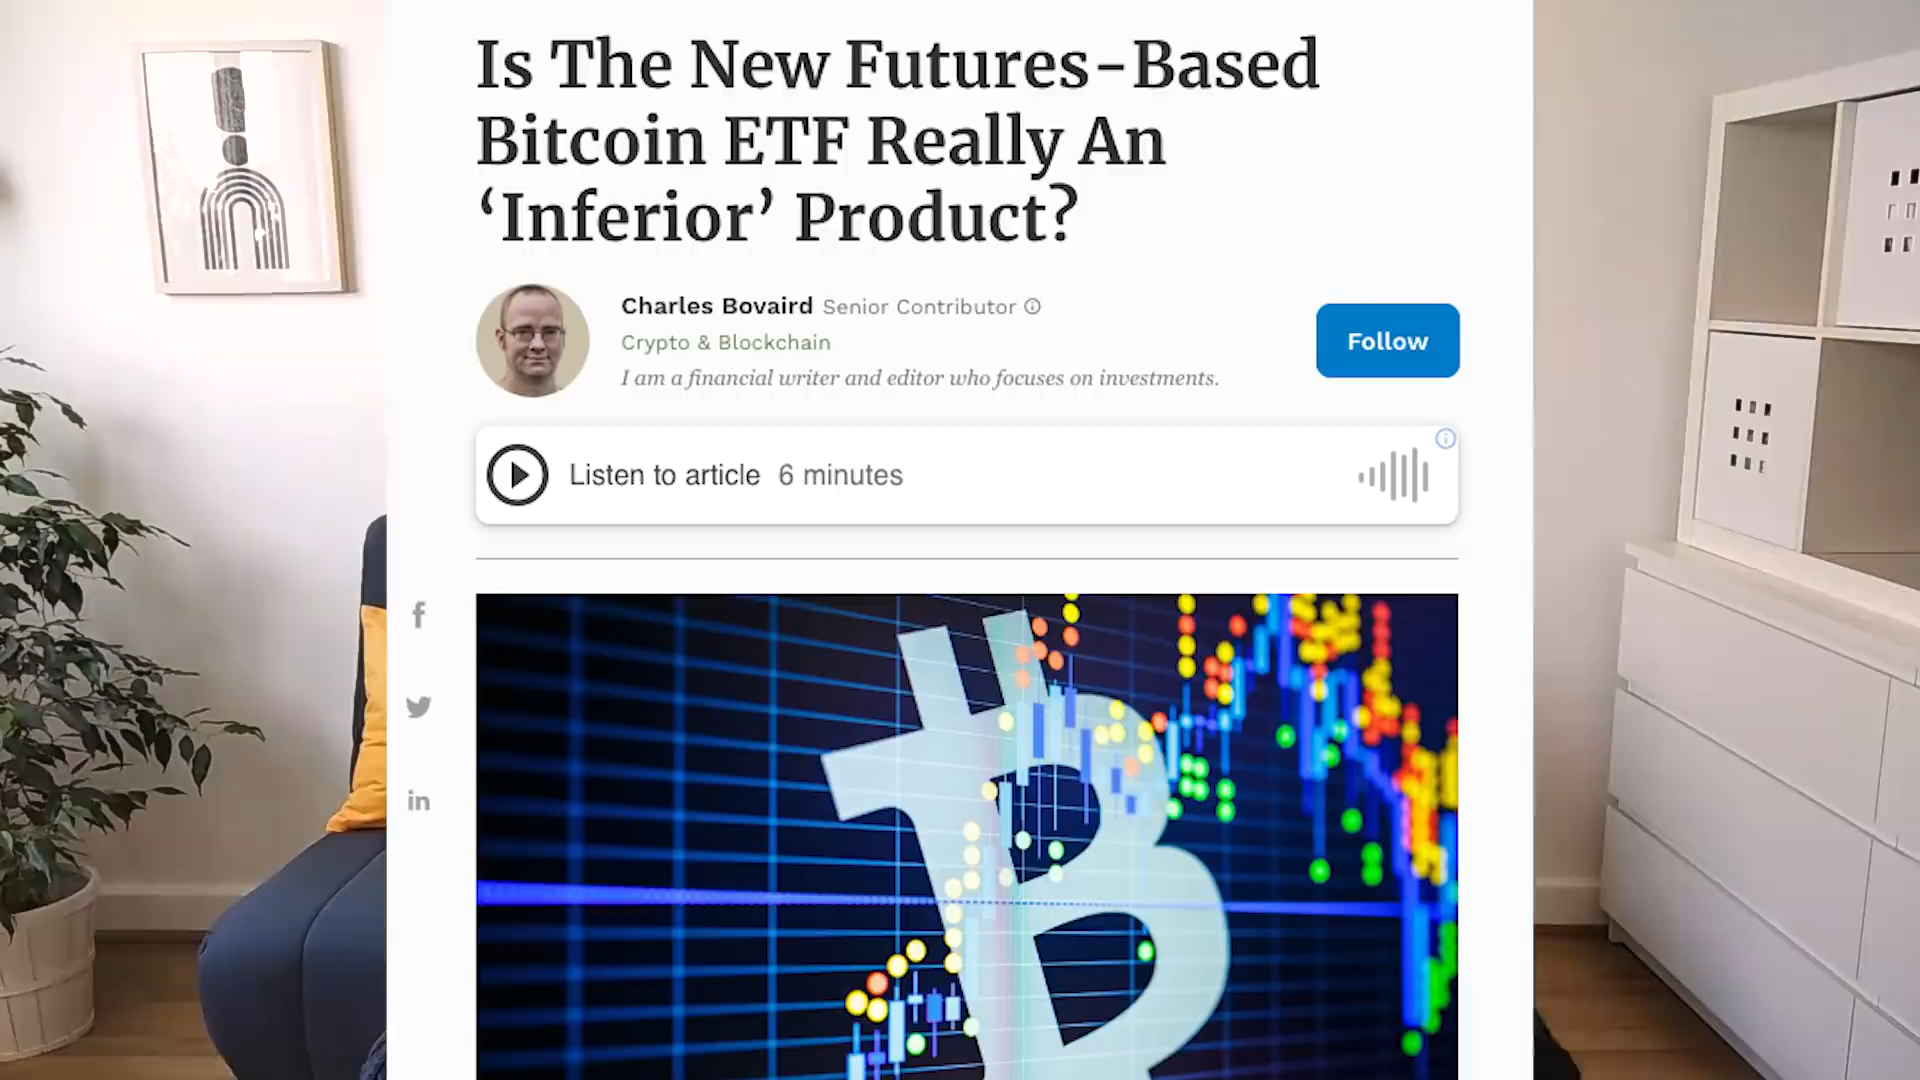 Is The New Futures-Based
Bitcoin ETF Really An
‘Inferior’ Product?
Charles Bovaird Senior Contributor
Crypto & Blockchain
I am a financial writer and editor who focuses on investments.
Follow
Listen to article 6 minutes
f
in